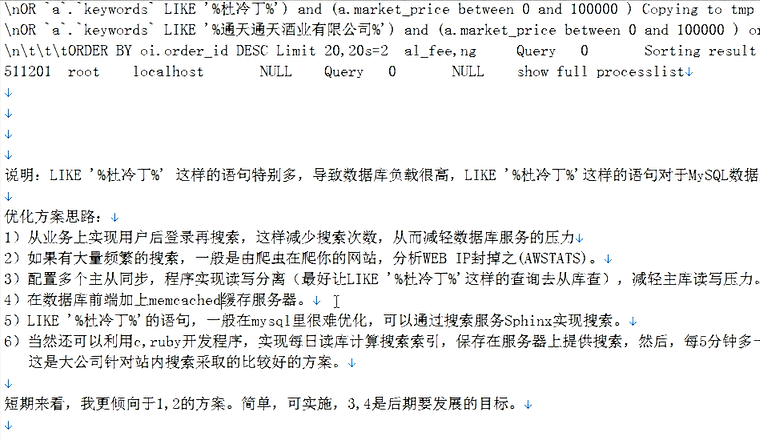 \nOR `a`.`keywords` LIKE '%杜冷丁%') and (a.market_price between 0 and 100000 ) Copying to tmp
\nOR `a`.`keywords` LIKE '%通天通天酒业有限公司%') and (a.market_price between 0 and 100000 ) or
\n\t\t\tORDER BY oi.order_id DESC Limit 20,20s=2 al_fee,ng Query 0 Sorting result
511201 root localhost NULL Query 0 NULL show full processlist↓
↓
↓
↓
↓
说明：LIKE '%杜冷丁%' 这样的语句特别多，导致数据库负载很高，LIKE '%杜冷丁%'这样的语句对于MySQL数据
↓
优化方案思路：↓
1）从业务上实现用户后登录再搜索，这样减少搜索次数，从而减轻数据库服务的压力↓
2）如果有大量频繁的搜索，一般是由爬虫在爬你的网站，分析WEB IP封掉之(AWSTATS)。↓
3）配置多个主从同步，程序实现读写分离（最好让LIKE '%杜冷丁%'这样的查询去从库查），减轻主库读写压力。
4）在数据库前端加上memcached缓存服务器。↓
5）LIKE '%杜冷丁%'的语句，一般在mysql里很难优化，可以通过搜索服务Sphinx实现搜索。↓
6）当然还可以利用c,ruby开发程序，实现每日读库计算搜索索引，保存在服务器上提供搜索，然后，每5分钟多一
这是大公司针对站内搜索采取的比较好的方案。↓
↓
短期来看，我更倾向于1,2的方案。简单，可实施，3,4是后期要发展的目标。↓
↓